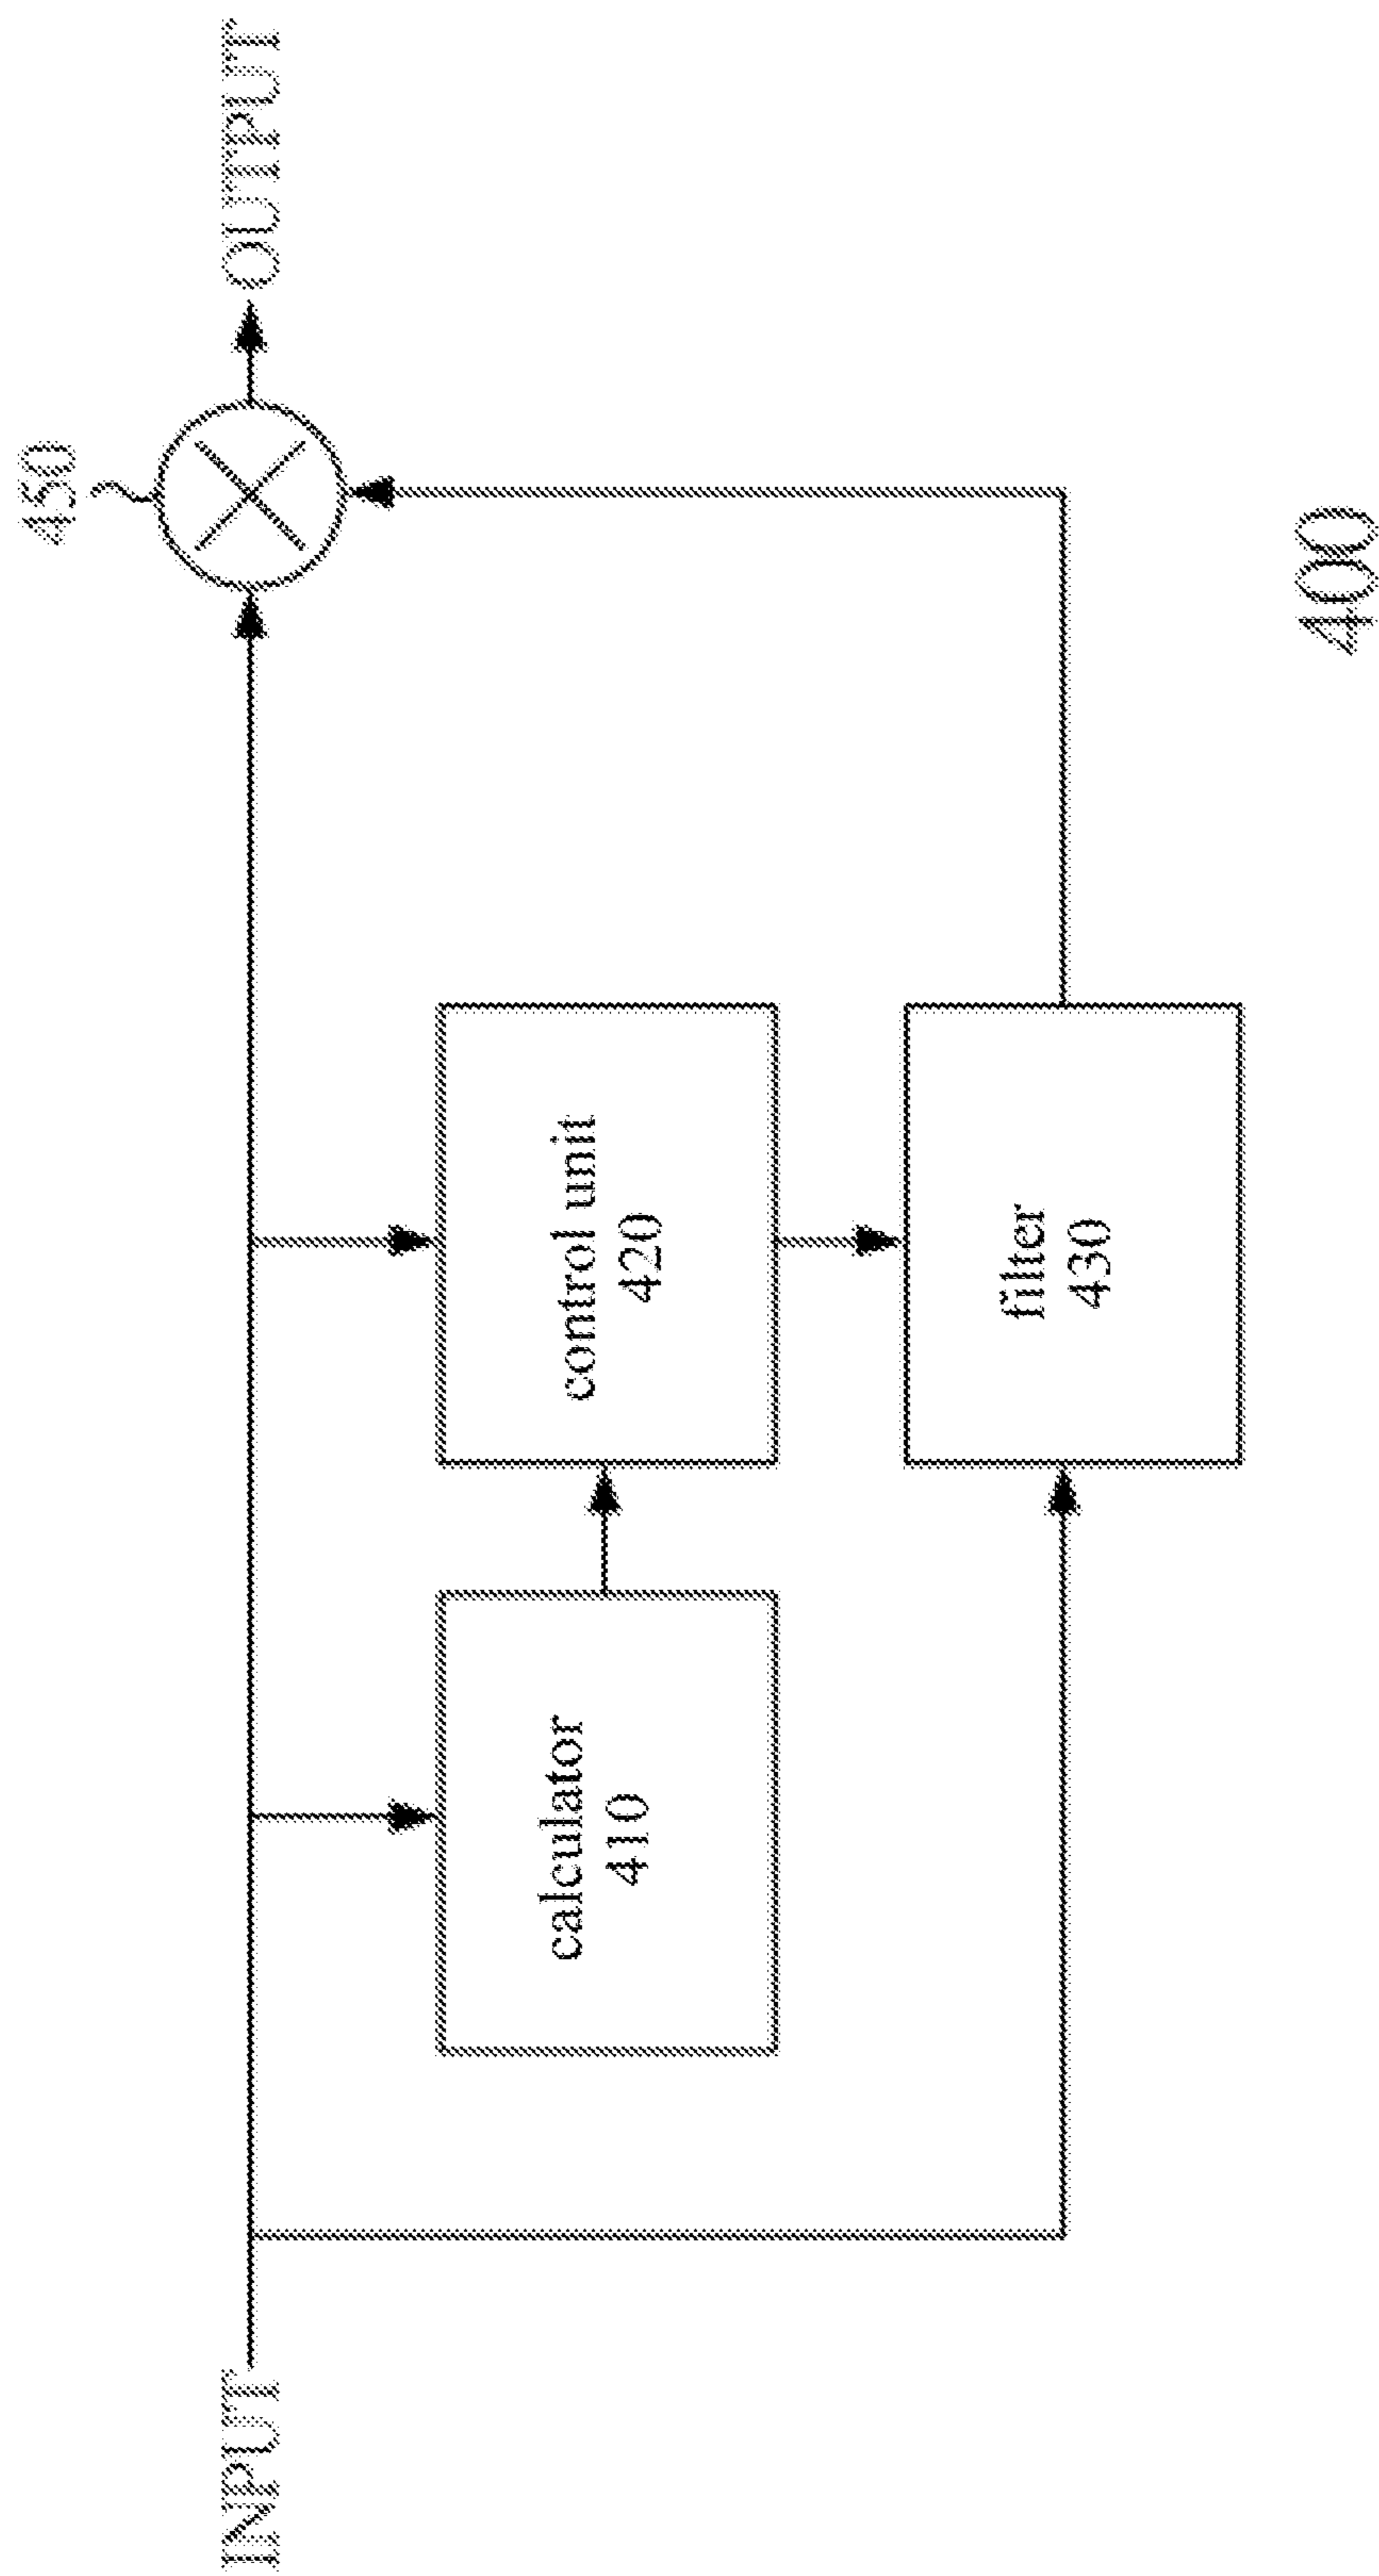 450
INPUT
OUTPUT
calculator
410
control unit
420
filter
430
400